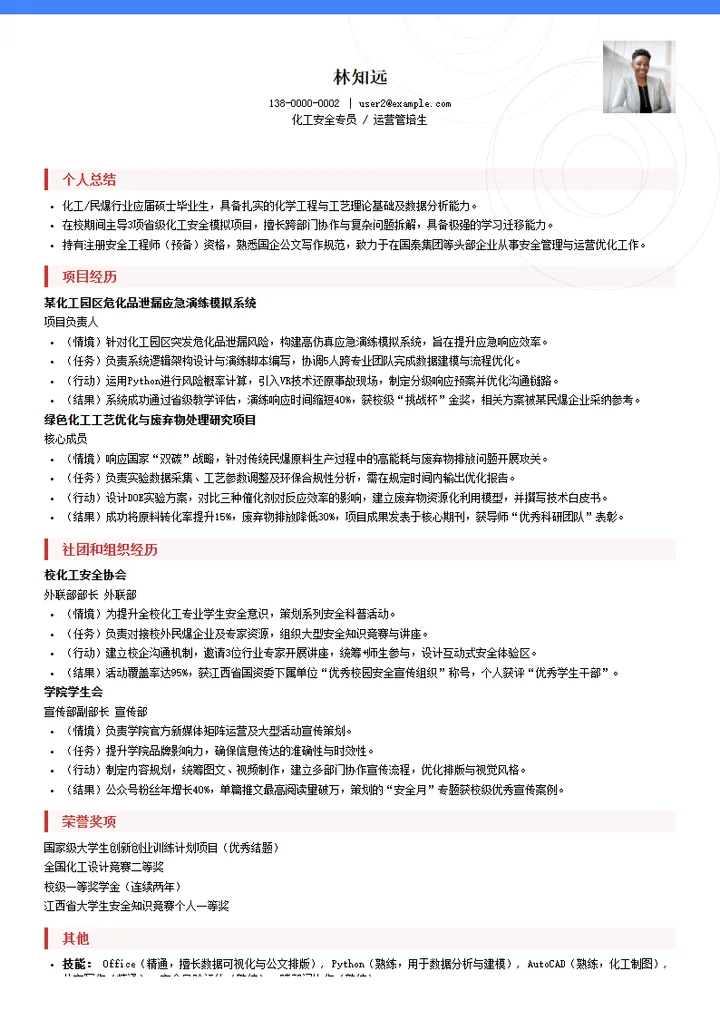 林知远
138-0000-0002 | user2@example.com
化工安全专员 / 运营管培生
个人总结
• 化工/民爆行业应届硕士毕业生，具备扎实的化学工程与工艺理论基础及数据分析能力。
• 在校期间主导3项省级化工安全模拟项目，擅长跨部门协作与复杂问题拆解，具备极强的学习迁移能力。
• 持有注册安全工程师（预备）资格，熟悉国企公文写作规范，致力于在国泰集团等头部企业从事安全管理与运营优化工作。
项目经历
某化工园区危化品泄漏应急演练模拟系统
项目负责人
• （情境）针对化工园区突发危化品泄漏风险，构建高仿真应急演练模拟系统，旨在提升应急响应效率。
• （任务）负责系统逻辑架构设计与演练脚本编写，协调5人跨专业团队完成数据建模与流程优化。
• （行动）运用Python进行风险概率计算，引入VR技术还原事故现场，制定分级响应预案并优化沟通链路。
• （结果）系统成功通过省级教学评估，演练响应时间缩短40%，获校级“挑战杯”金奖，相关方案被某民爆企业采纳参考。
绿色化工工艺优化与废弃物处理研究项目
核心成员
• （情境）响应国家“双碳”战略，针对传统民爆原料生产过程中的高能耗与废弃物排放问题开展攻关。
• （任务）负责实验数据采集、工艺参数调整及环保合规性分析，需在规定时间内输出优化报告。
• （行动）设计DOE实验方案，对比三种催化剂对反应效率的影响，建立废弃物资源化利用模型，并撰写技术白皮书。
• （结果）成功将原料转化率提升15%，废弃物排放降低30%，项目成果发表于核心期刊，获导师“优秀科研团队”表彰。
社团和组织经历
校化工安全协会
外联部部长 外联部
• （情境）为提升全校化工专业学生安全意识，策划系列安全科普活动。
• （任务）负责对接校外民爆企业及专家资源，组织大型安全知识竞赛与讲座。
• （行动）建立校企沟通机制，邀请3位行业专家开展讲座，统筹*师生参与，设计互动式安全体验区。
• （结果）活动覆盖率达95%，获江西省国资委下属单位“优秀校园安全宣传组织”称号，个人获评“优秀学生干部”。
学院学生会
宣传部副部长 宣传部
• （情境）负责学院官方新媒体矩阵运营及大型活动宣传策划。
• （任务）提升学院品牌影响力，确保信息传达的准确性与时效性。
• （行动）制定内容规划，统筹图文、视频制作，建立多部门协作宣传流程，优化排版与视觉风格。
• （结果）公众号粉丝年增长40%，单篇推文最高阅读量破万，策划的“安全月”专题获校级优秀宣传案例。
荣誉奖项
国家级大学生创新创业训练计划项目（优秀结题）
全国化工设计竞赛二等奖
校级一等奖学金（连续两年）
江西省大学生安全知识竞赛个人一等奖
其他
• 技能： Office（精通，擅长数据可视化与公文排版）, Python（熟练，用于数据分析与建模）, AutoCAD（熟练，化工制图）,